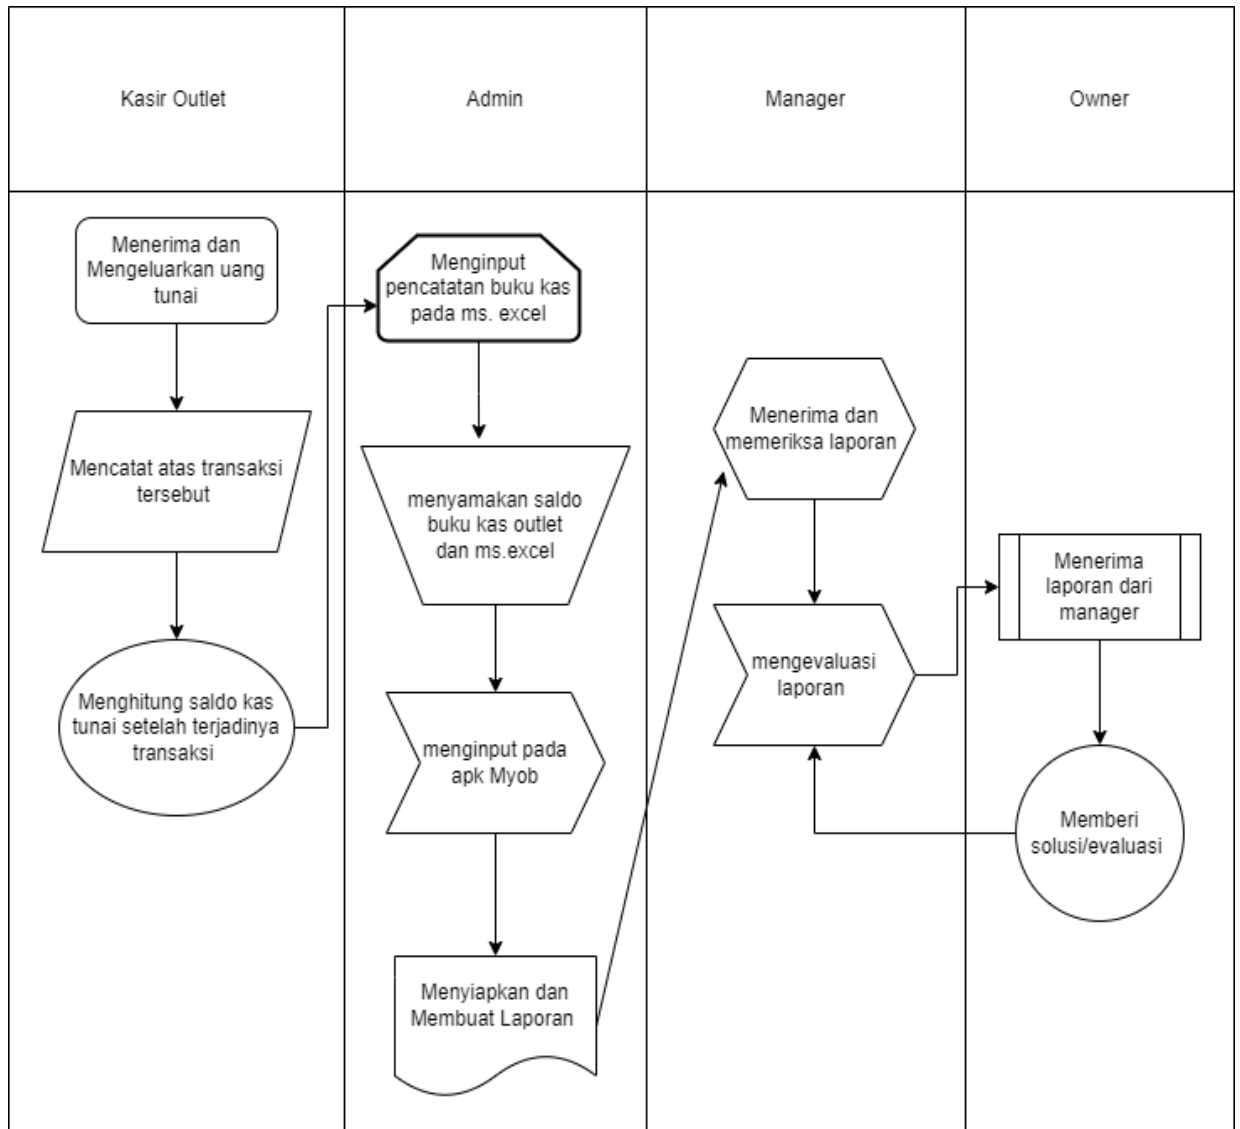 Kasir Outlet
Admin
Manager
Owner
Menerima dan
Mengeluarkan uang
tunai
Mencatat atas transaksi
tersebut
Menghitung saldo kas
tunai setelah terjadinya
transaksi
Menginput
pencatatan buku kas
pada ms. excel
menyamakan saldo
buku kas outlet
dan ms.excel
menginput pada
apk Myob
Menyiapkan dan
Membuat Laporan
Menerima dan
memeriksa laporan
mengevaluasi
laporan
Menerima
laporan dari
manager
Memberi
solusi/evaluasi